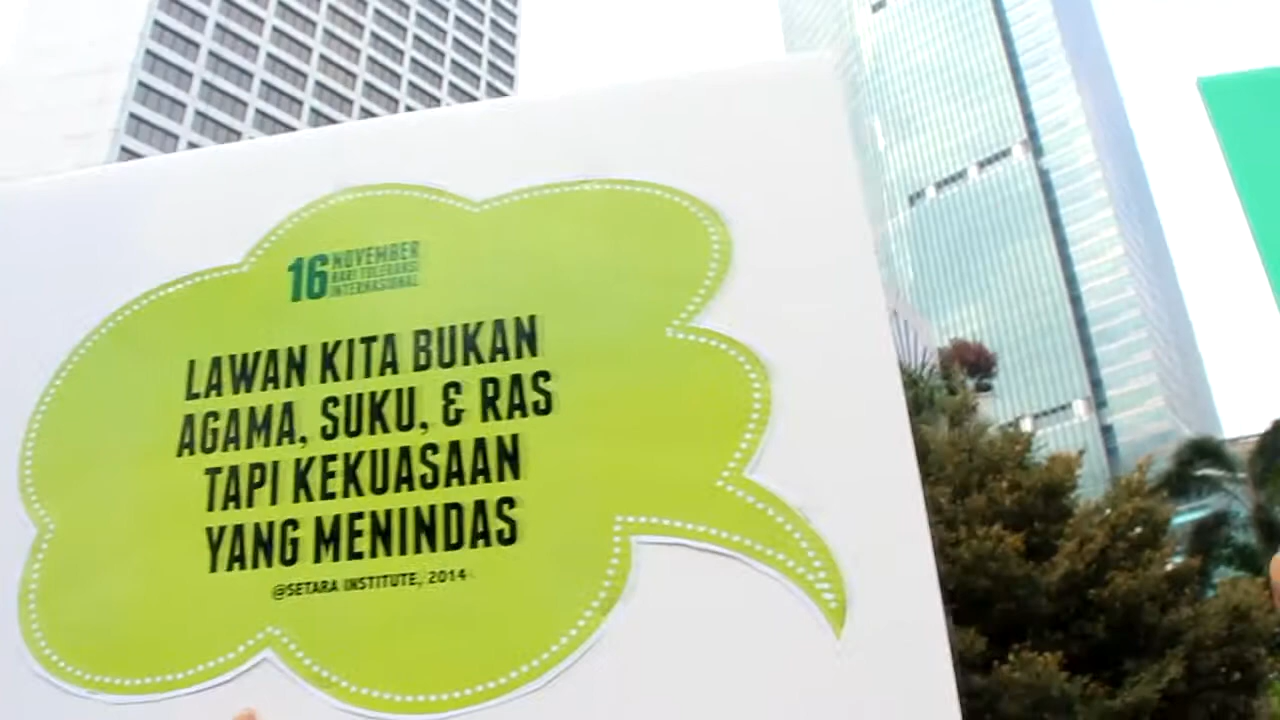 16 NOVEMBER
HARI TOLERANSI
INTERNASIONAL
LAWAN KITA BUKAN
AGAMA, SUKU, & RAS
TAPI KEKUASAAN
YANG MENINDAS
@SETARA INSTITUTE, 2014